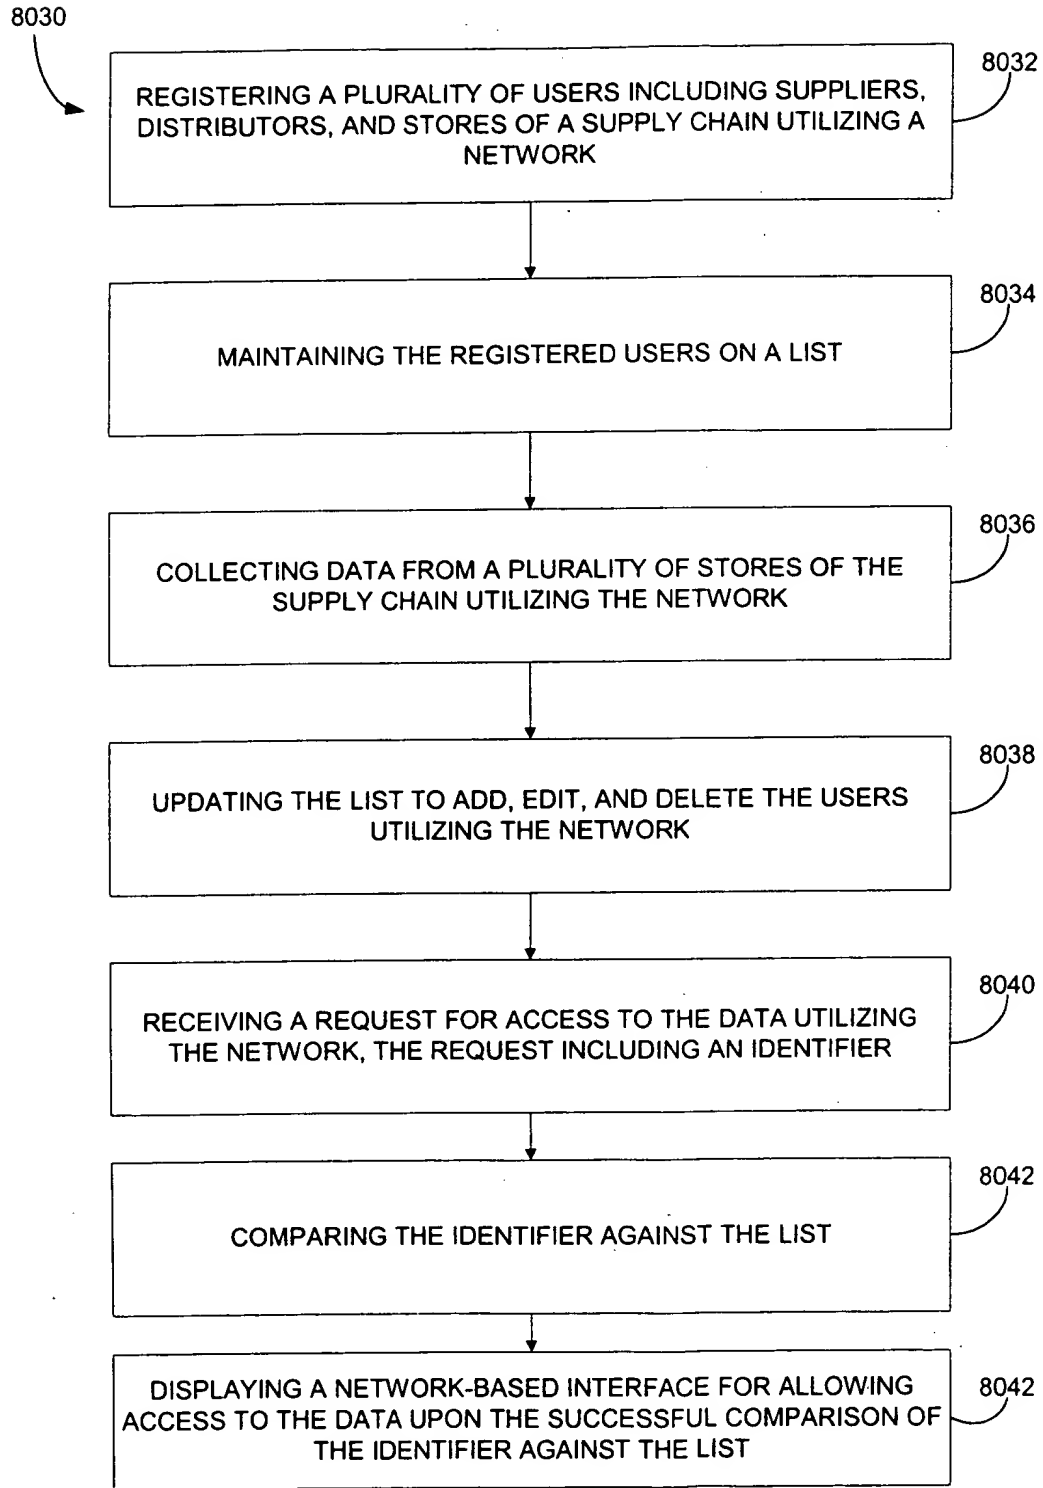 8030
8032
REGISTERING A PLURALITY OF USERS INCLUDING SUPPLIERS,
DISTRIBUTORS, AND STORES OF A SUPPLY CHAIN UTILIZING A
NETWORK
8034
MAINTAINING THE REGISTERED USERS ON A LIST
8036
COLLECTING DATA FROM A PLURALITY OF STORES OF THE
SUPPLY CHAIN UTILIZING THE NETWORK
8038
UPDATING THE LIST TO ADD, EDIT, AND DELETE THE USERS
UTILIZING THE NETWORK
8040
RECEIVING A REQUEST FOR ACCESS TO THE DATA UTILIZING
THE NETWORK, THE REQUEST INCLUDING AN IDENTIFIER
8042
COMPARING THE IDENTIFIER AGAINST THE LIST
8042
DISPLAYING A NETWORK-BASED INTERFACE FOR ALLOWING
ACCESS TO THE DATA UPON THE SUCCESSFUL COMPARISON OF
THE IDENTIFIER AGAINST THE LIST